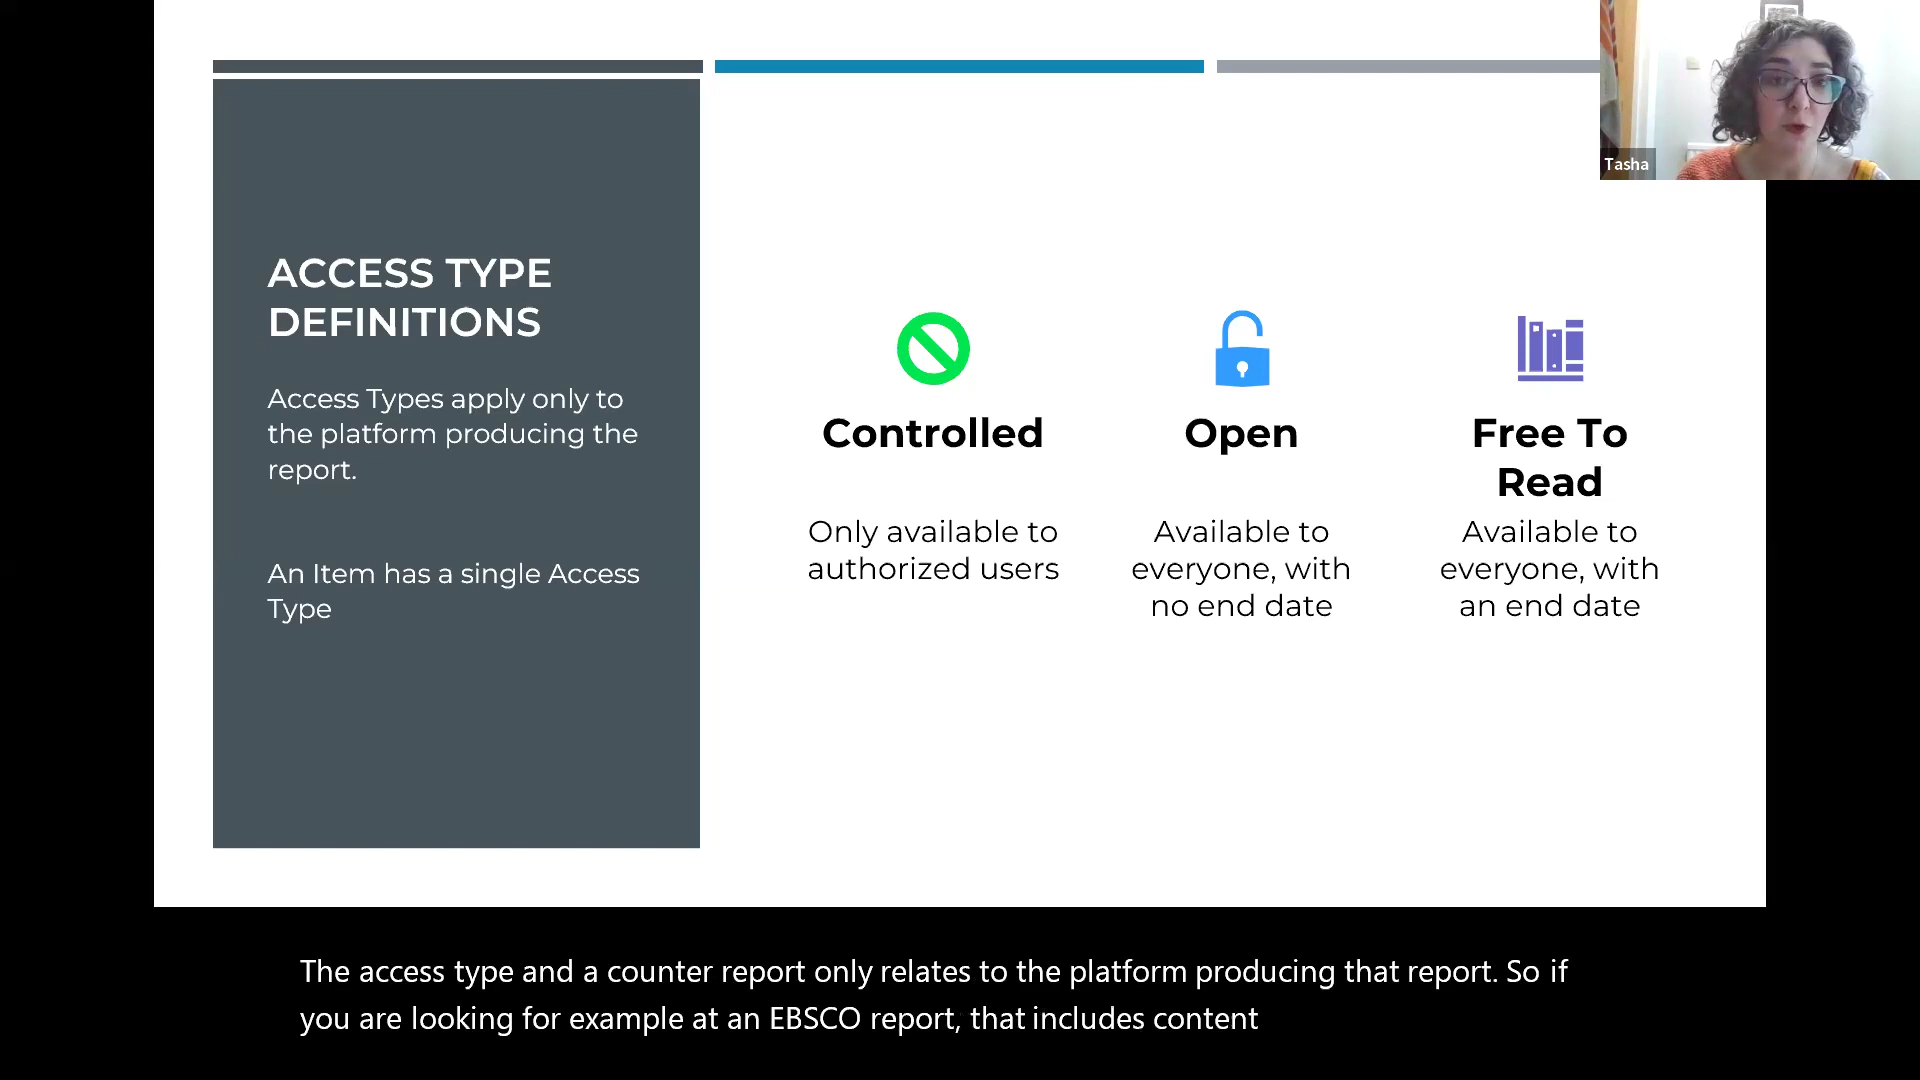 Tasha
ACCESS TYPE
DEFINITIONS
Access Types apply only to
the platform producing the
report.
An Item has a single Access
Type
Controlled
Only available to
authorized users
Open
Available to
everyone, with
no end date
Free To
Read
Available to
everyone, with
an end date
The access type and a counter report only relates to the platform producing that report. So if
you are looking for example at an EBSCO report, that includes content